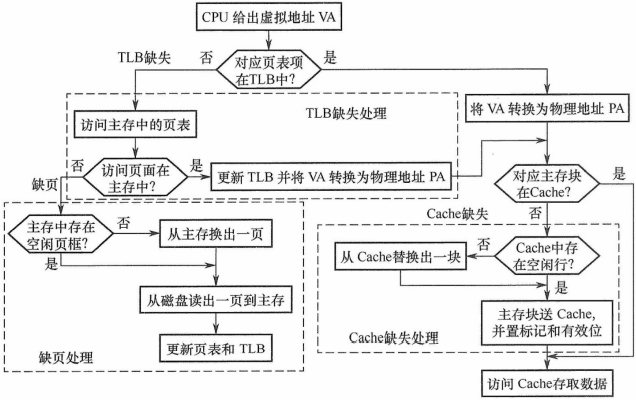 CPU 给出虚拟地址 VA
TLB缺失
否
对应页表项
在TLB中?
是
TLB缺失处理
访问主存中的页表
将 VA 转换为物理地址 PA
否
访问页面在
主存中?
是
更新 TLB 并将 VA 转换为物理地址 PA
对应主存块
在Cache?
是
缺页
Cache缺失
否
主存中存在
空闲页框?
否
从主存换出一页
是
从 Cache替换出一块
否
Cache中存
在空闲行?
是
从磁盘读出一页到主存
主存块送 Cache,
并置标记和有效位
Cache缺失处理
更新页表和 TLB
缺页处理
访问 Cache存取数据